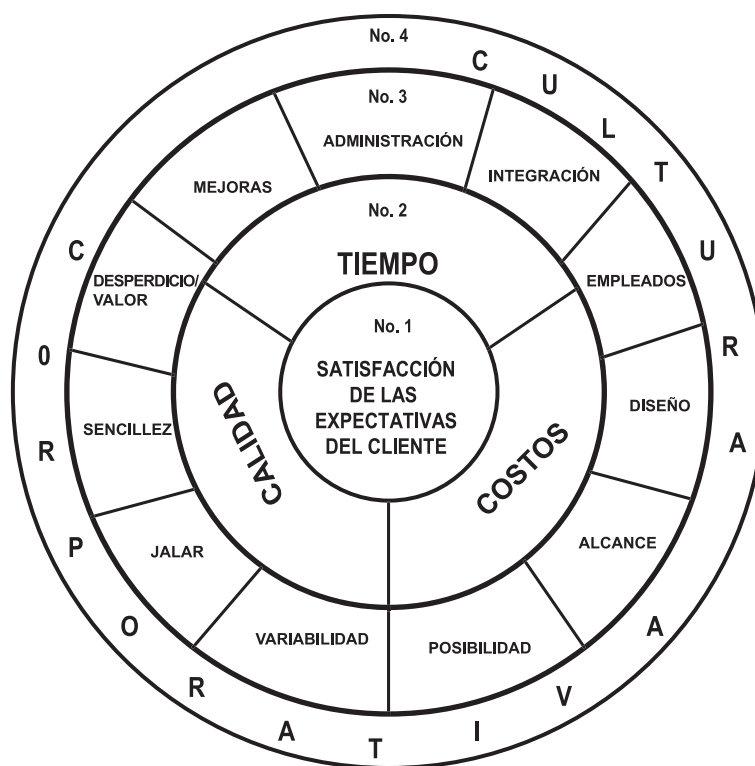 No. 4
CULTURA
C0RPORATIVA
No. 3
ADMINISTRACIÓN
INTEGRACIÓN
EMPLEADOS
DISEÑO
ALCANCE
POSIBILIDAD
VARIABILIDAD
JALAR
SENCILLEZ
DESPERDICIO/
VALOR
MEJORAS
No. 2
TIEMPO
COSTOS
CALIDAD
No. 1
SATISFACCIÓN
DE LAS
EXPECTATIVAS
DEL CLIENTE